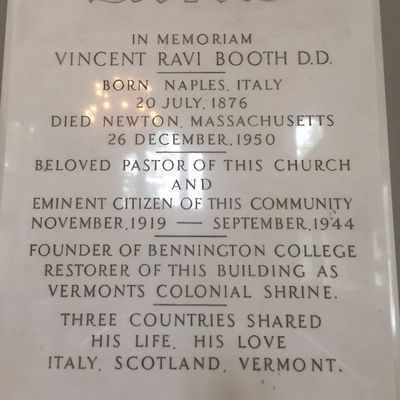 IN MEMORIAM
VINCENT RAVI BOOTH D.D.
BORN NAPLES, ITALY
20 JULY, 1876
DIED NEWTON, MASSACHUSETTS
26 DECEMBER, 1950
BELOVED PASTOR OF THIS CHURCH
AND
EMINENT CITIZEN OF THIS COMMUNITY
NOVEMBER, 1919 — SEPTEMBER, 1944
FOUNDER OF BENNINGTON COLLEGE
RESTORER OF THIS BUILDING AS
VERMONTS COLONIAL SHRINE.
THREE COUNTRIES SHARED
HIS LIFE, HIS LOVE
ITALY, SCOTLAND, VERMONT.